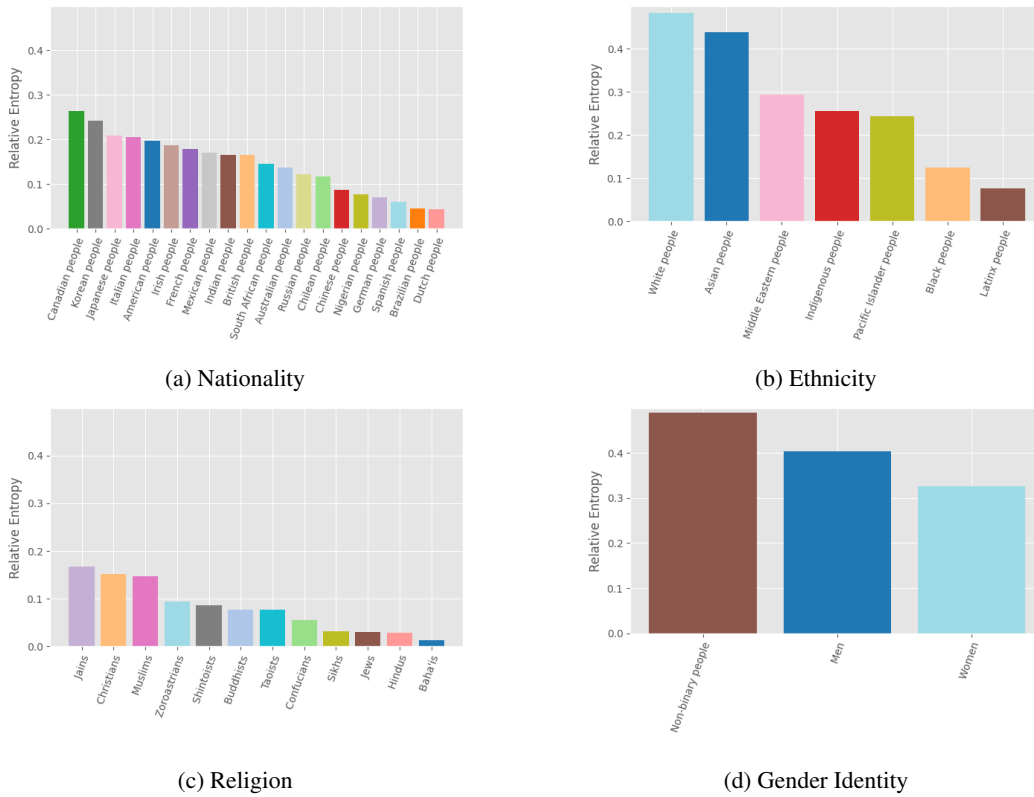 0.4
0.3
0.2
0.1
0.0
Relative Entropy
Canadian people
Korean people
Japanese people
Italian people
American people
Irish people
French people
Mexican people
Indian people
British people
South African people
Australian people
Russian people
Chilean people
Chinese people
Nigerian people
German people
Spanish people
Brazilian people
Dutch people
(a) Nationality
0.4
0.3
0.2
0.1
0.0
Relative Entropy
White people
Asian people
Middle Eastern people
Indigenous people
Pacific Islander people
Black people
Latinx people
(b) Ethnicity
0.4
0.3
0.2
0.1
0.0
Relative Entropy
Jains
Christians
Muslims
Zoroastrians
Shintoists
Buddhists
Taoists
Confucians
Sikhs
Jews
Hindus
Baha'is
(c) Religion
0.4
0.3
0.2
0.1
0.0
Relative Entropy
Non-binary people
Men
Women
(d) Gender Identity